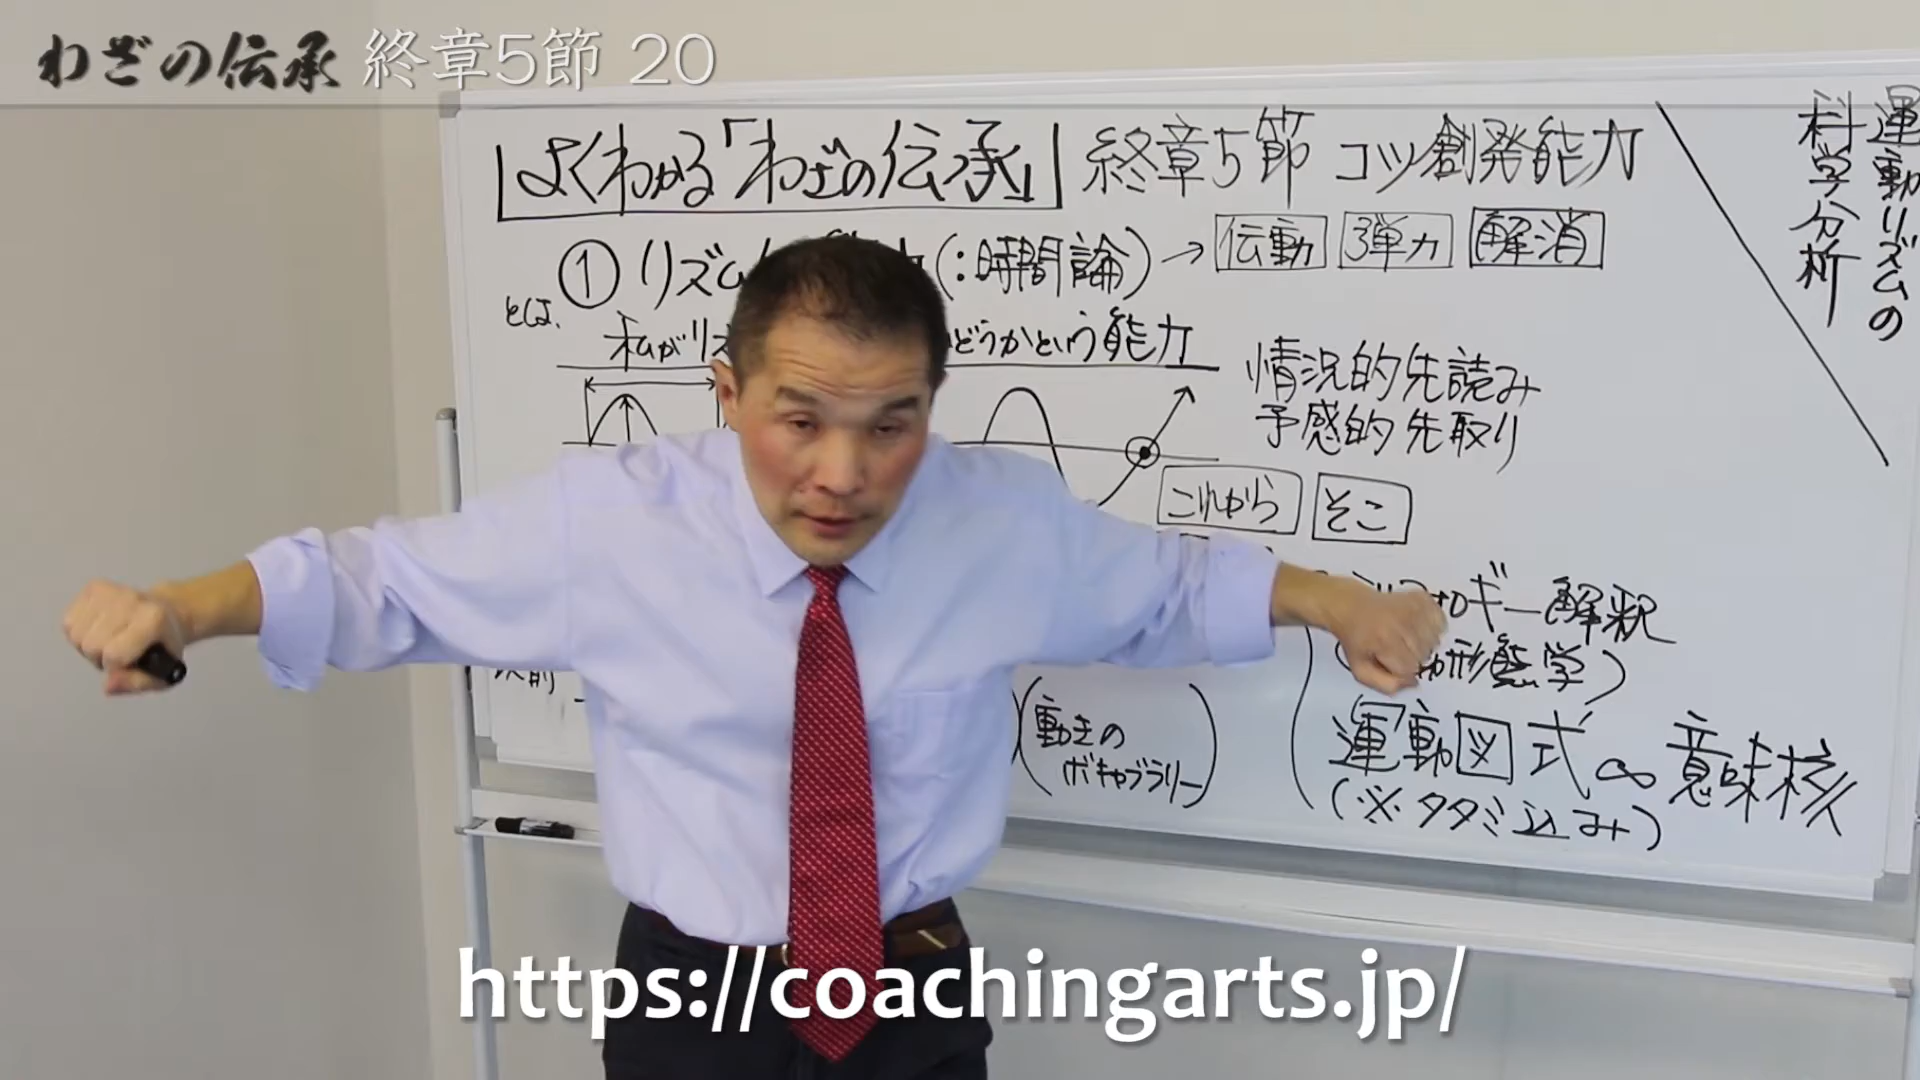 わざの伝承 終章5節 20
運動リズムの
科学分析
よくわかる「わざの伝承」 終章5節 コツ創発能力
① リズム (:時間論) → 伝動 弾力 解消
とは、
私がリズ どうかという能力
情況的先読み
予感的先取り
これから そこ
ロギー解釈
形態学)
(動きの
ボキャブラリー)
運動図式∞意味核
(※タタミ込み)
https://coachingarts.jp/